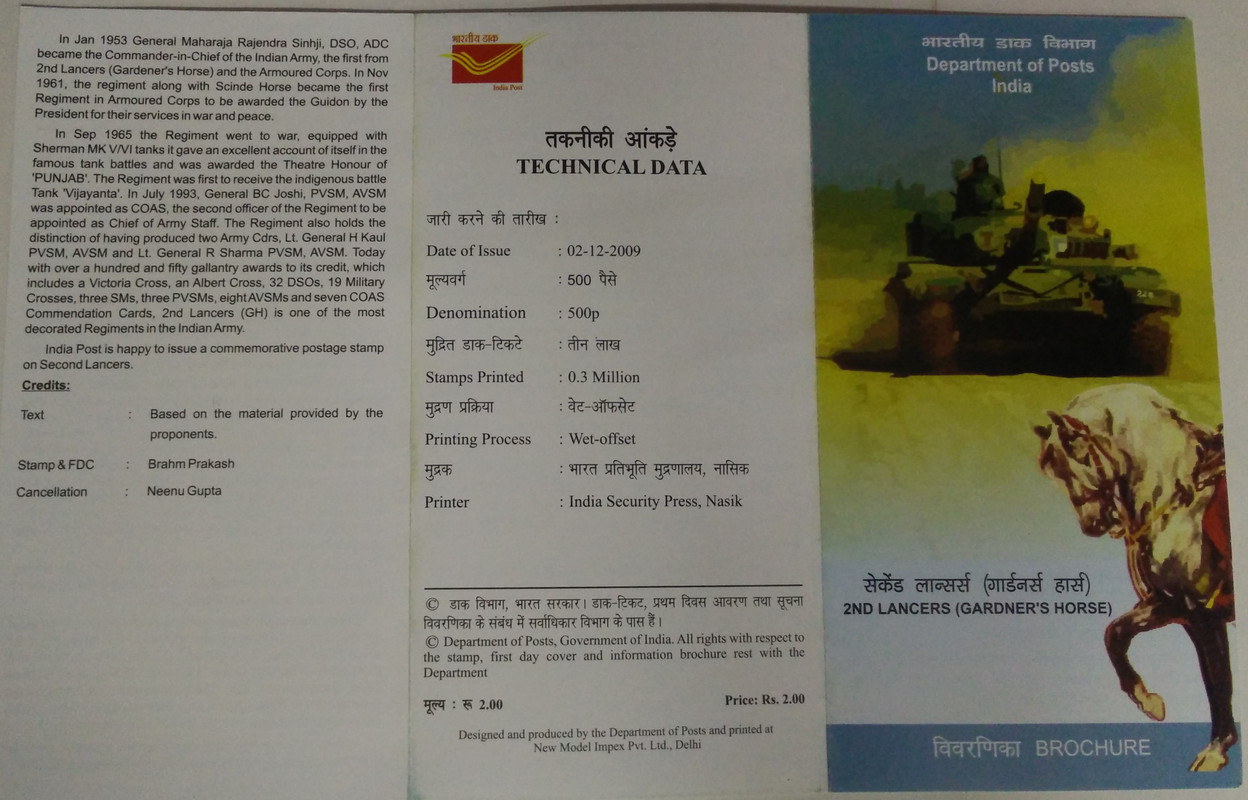 In Jan 1953 General Maharaja Rajendra Sinhji, DSO, ADC
became the Commander-in-Chief of the Indian Army, the first from
2nd Lancers (Gardener's Horse) and the Armoured Corps. In Nov
1961, the regiment along with Scinde Horse became the first
Regiment in Armoured Corps to be awarded the Guidon by the
President for their services in war and peace.
In Sep 1965 the Regiment went to war, equipped with
Sherman MK V/VI tanks it gave an excellent account of itself in the
famous tank battles and was awarded the Theatre Honour of
'PUNJAB'. The Regiment was first to receive the indigenous battle
Tank 'Vijayanta'. In July 1993, General BC Joshi, PVSM, AVSM
was appointed as COAS, the second officer of the Regiment to be
appointed as Chief of Army Staff. The Regiment also holds the
distinction of having produced two Army Cdrs, Lt. General H Kaul
PVSM, AVSM and Lt. General R Sharma PVSM, AVSM. Today
with over a hundred and fifty gallantry awards to its credit, which
includes a Victoria Cross, an Albert Cross, 32 DSOs, 19 Military
Crosses, three SMs, three PVSMs, eight AVSMs and seven COAS
Commendation Cards, 2nd Lancers (GH) is one of the most
decorated Regiments in the Indian Army.
India Post is happy to issue a commemorative postage stamp
on Second Lancers.
Credits:
Text : Based on the material provided by the
proponents.
Stamp & FDC : Brahm Prakash
Cancellation : Neenu Gupta
भारतीय डाक
India Post
तकनीकी आंकड़े
TECHNICAL DATA
जारी करने की तारीख :
Date of Issue : 02-12-2009
मूल्यवर्ग : 500 पैसे
Denomination : 500p
मुद्रित डाक-टिकटे : तीन लाख
Stamps Printed : 0.3 Million
मुद्रण प्रक्रिया : वेट-ऑफसेट
Printing Process : Wet-offset
मुद्रक : भारत प्रतिभूति मुद्रणालय, नासिक
Printer : India Security Press, Nasik
© डाक विभाग, भारत सरकार। डाक-टिकट, प्रथम दिवस आवरण तथा सूचना
विवरणिका के संबंध में सर्वाधिकार विभाग के पास हैं।
© Department of Posts, Government of India. All rights with respect to
the stamp, first day cover and information brochure rest with the
Department
मूल्य : रू 2.00 Price: Rs. 2.00
Designed and produced by the Department of Posts and printed at
New Model Impex Pvt. Ltd., Delhi
भारतीय डाक विभाग
Department of Posts
India
सेकेंड लान्सर्स (गार्डनर्स हार्स)
2ND LANCERS (GARDNER'S HORSE)
विवरणिका BROCHURE